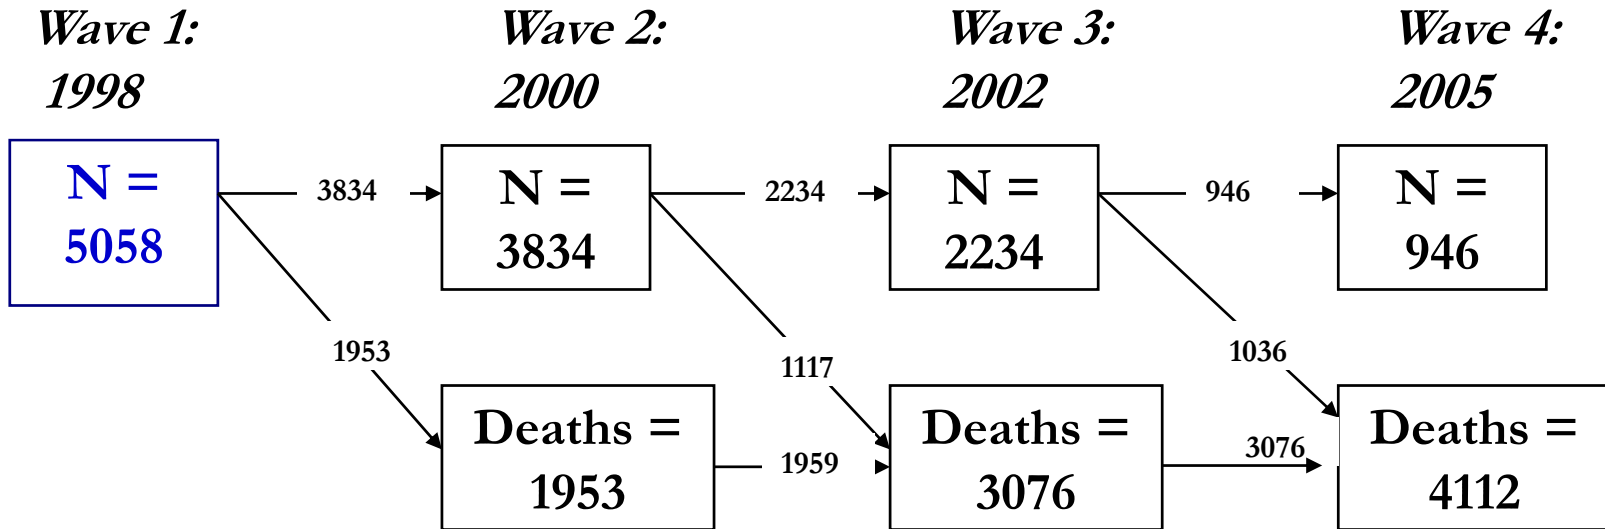 Wave 1:
1998
Wave 2:
2000
Wave 3:
2002
Wave 4:
2005
N =
5058
3834
N =
3834
2234
N =
2234
946
N =
946
1953
1117
1036
Deaths =
1953
1959
Deaths =
3076
3076
Deaths =
4112